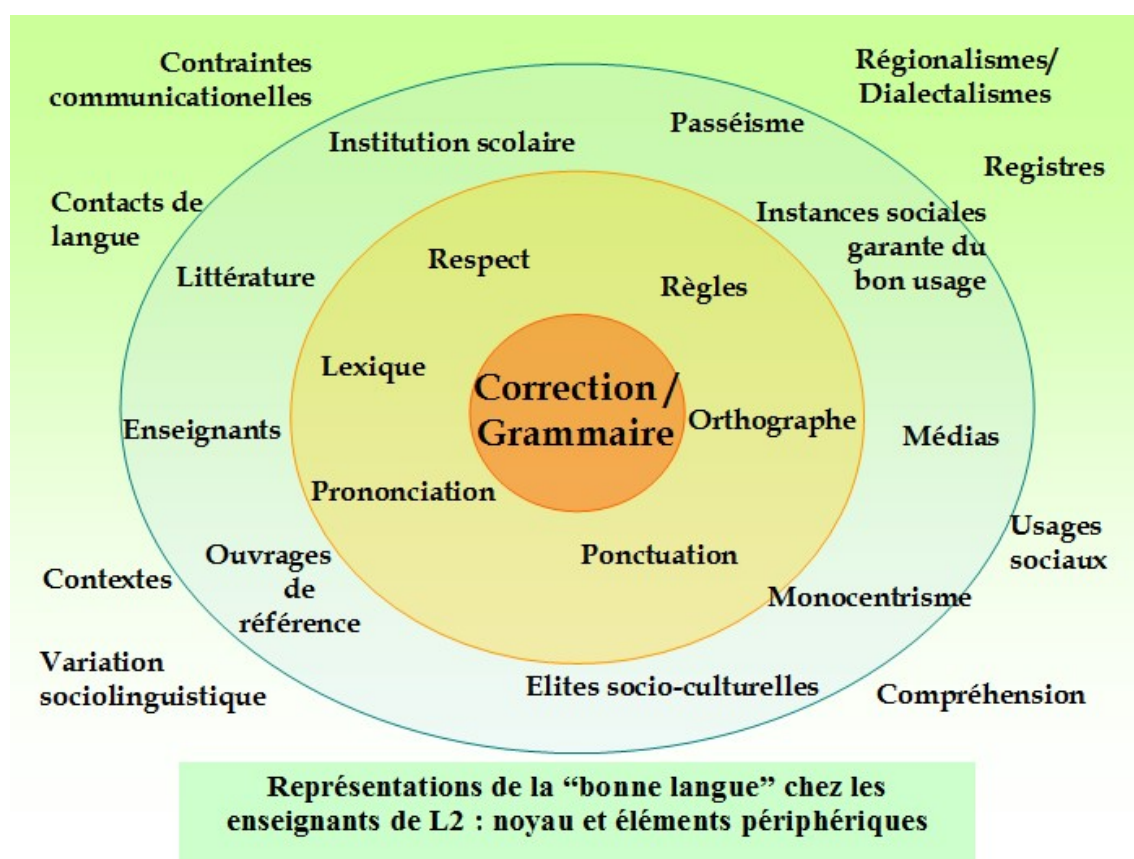 Contraintes
communicationelles
Régionalismes/
Dialectalismes
Passéisme
Institution scolaire
Registres
Contacts de
langue
Instances sociales
garante du
bon usage
Littérature
Respect
Règles
Lexique
Correction /
Grammaire
Enseignants
Orthographe
Médias
Prononciation
Usages
sociaux
Ouvrages
de
référence
Ponctuation
Contextes
Monocentrisme
Variation
sociolinguistique
Elites socio-culturelles
Compréhension
Représentations de la “bonne langue” chez les
enseignants de L2 : noyau et éléments périphériques